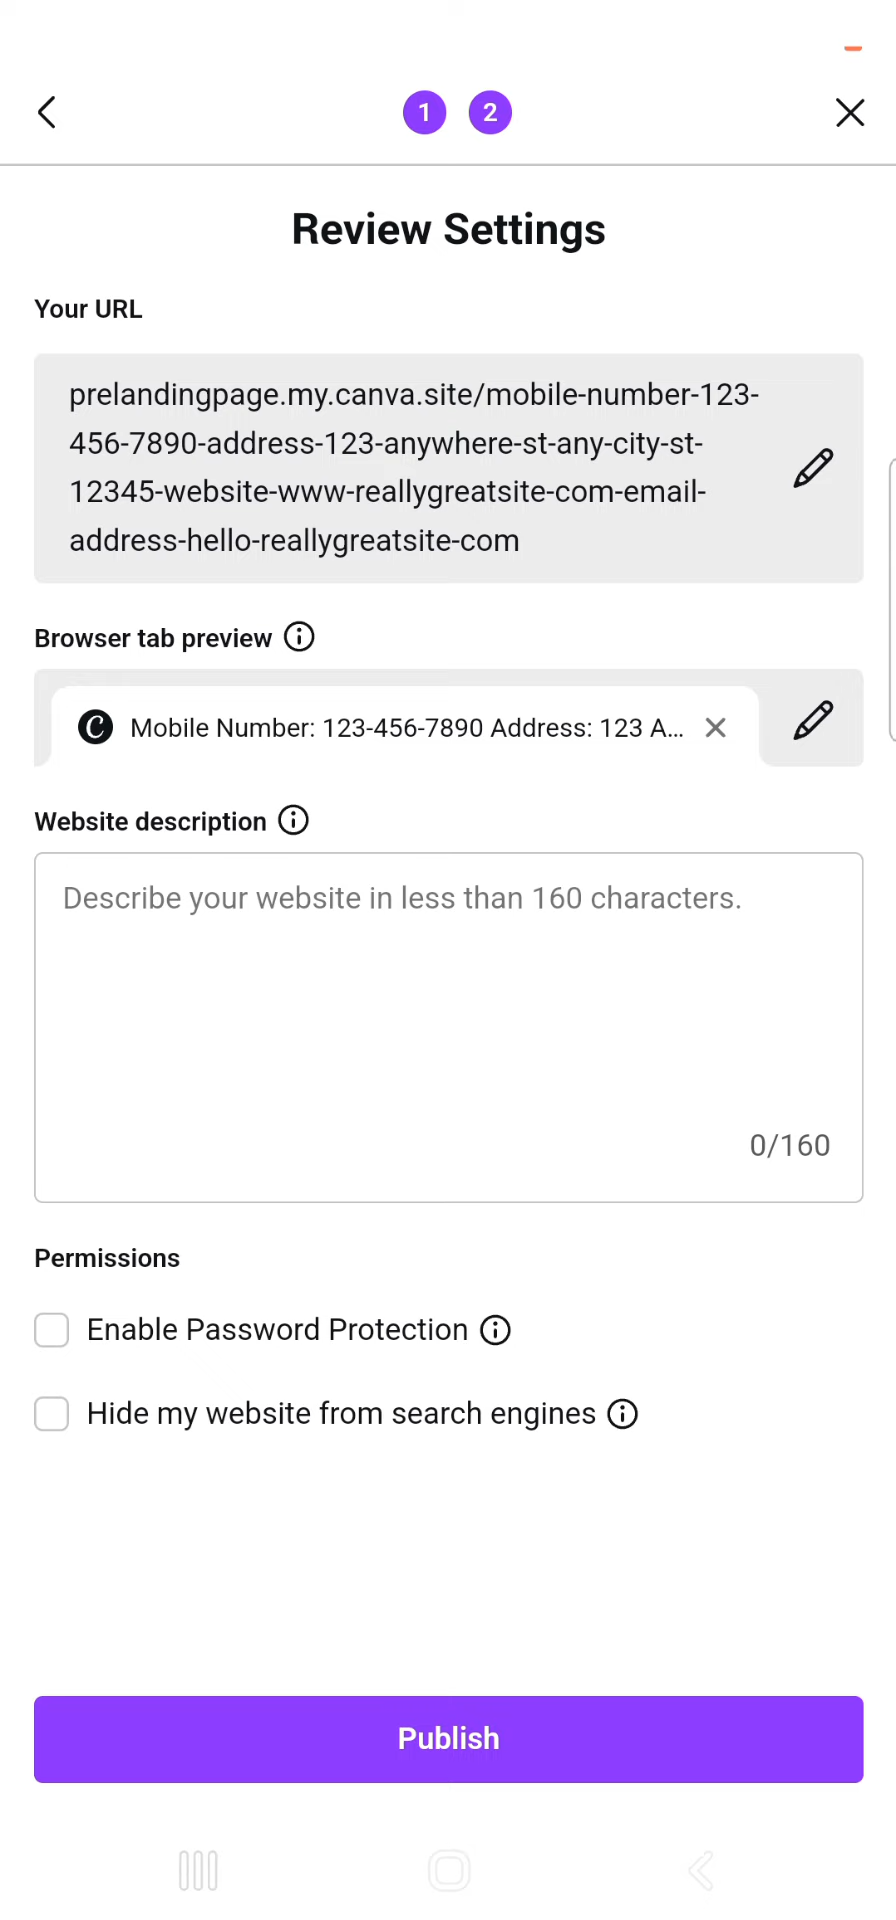 1 2
Review Settings
Your URL
prelandingpage.my.canva.site/mobile-number-123-
456-7890-address-123-anywhere-st-any-city-st-
12345-website-www-reallygreatsite-com-email-
address-hello-reallygreatsite-com
Browser tab preview
Mobile Number: 123-456-7890 Address: 123 A...
Website description
Describe your website in less than 160 characters.
0/160
Permissions
Enable Password Protection
Hide my website from search engines
Publish